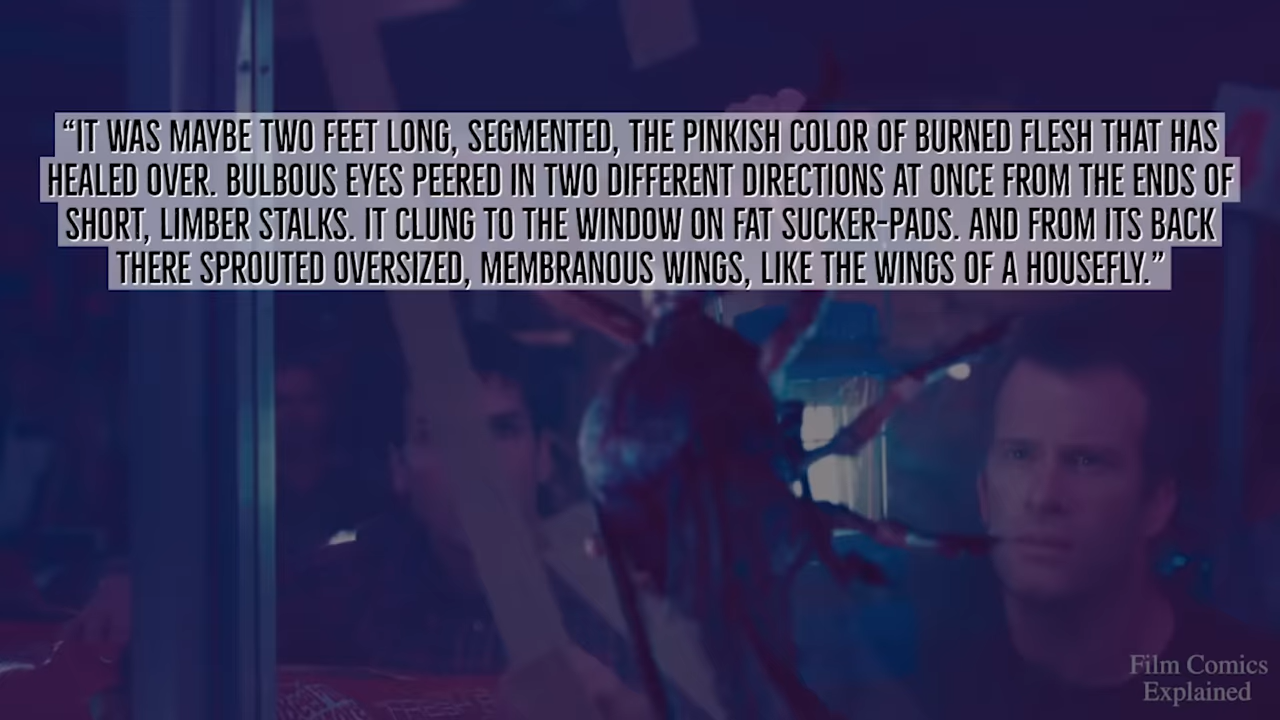 “IT WAS MAYBE TWO FEET LONG, SEGMENTED, THE PINKISH COLOR OF BURNED FLESH THAT HAS
HEALED OVER. BULBOUS EYES PEERED IN TWO DIFFERENT DIRECTIONS AT ONCE FROM THE ENDS OF
SHORT, LIMBER STALKS. IT CLUNG TO THE WINDOW ON FAT SUCKER-PADS. AND FROM ITS BACK
THERE SPROUTED OVERSIZED, MEMBRANOUS WINGS, LIKE THE WINGS OF A HOUSEFLY.”
Film Comics
Explained